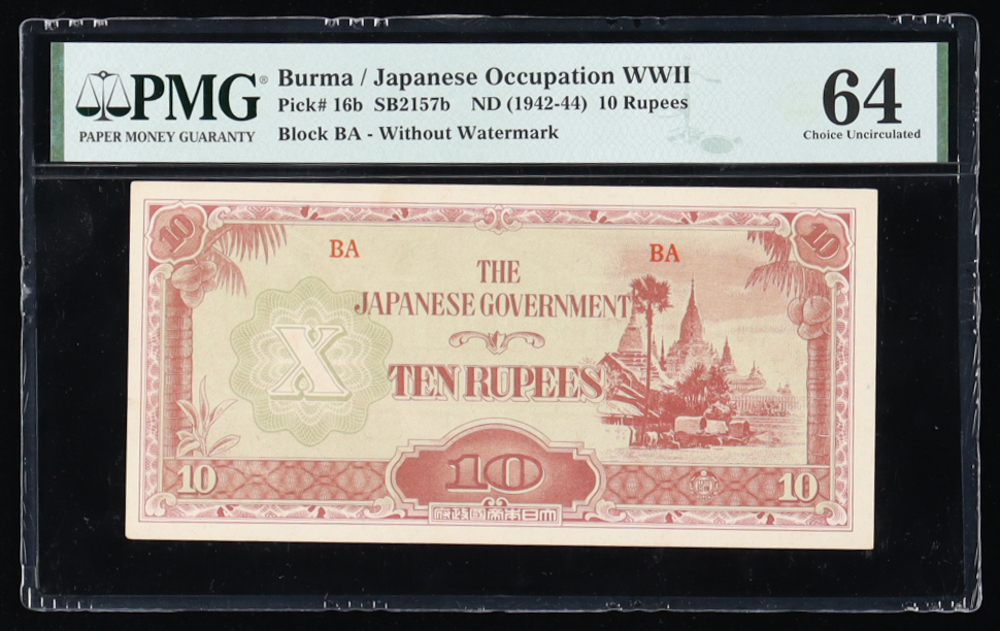 PMG®
PAPER MONEY GUARANTY
Burma / Japanese Occupation WWII
Pick# 16b SB2157b ND (1942-44) 10 Rupees
Block BA - Without Watermark
64
Choice Uncirculated
10
10
BA
BA
THE
JAPANESE GOVERNMENT
X
TEN RUPEES
10
10
10
府政國帝本日大